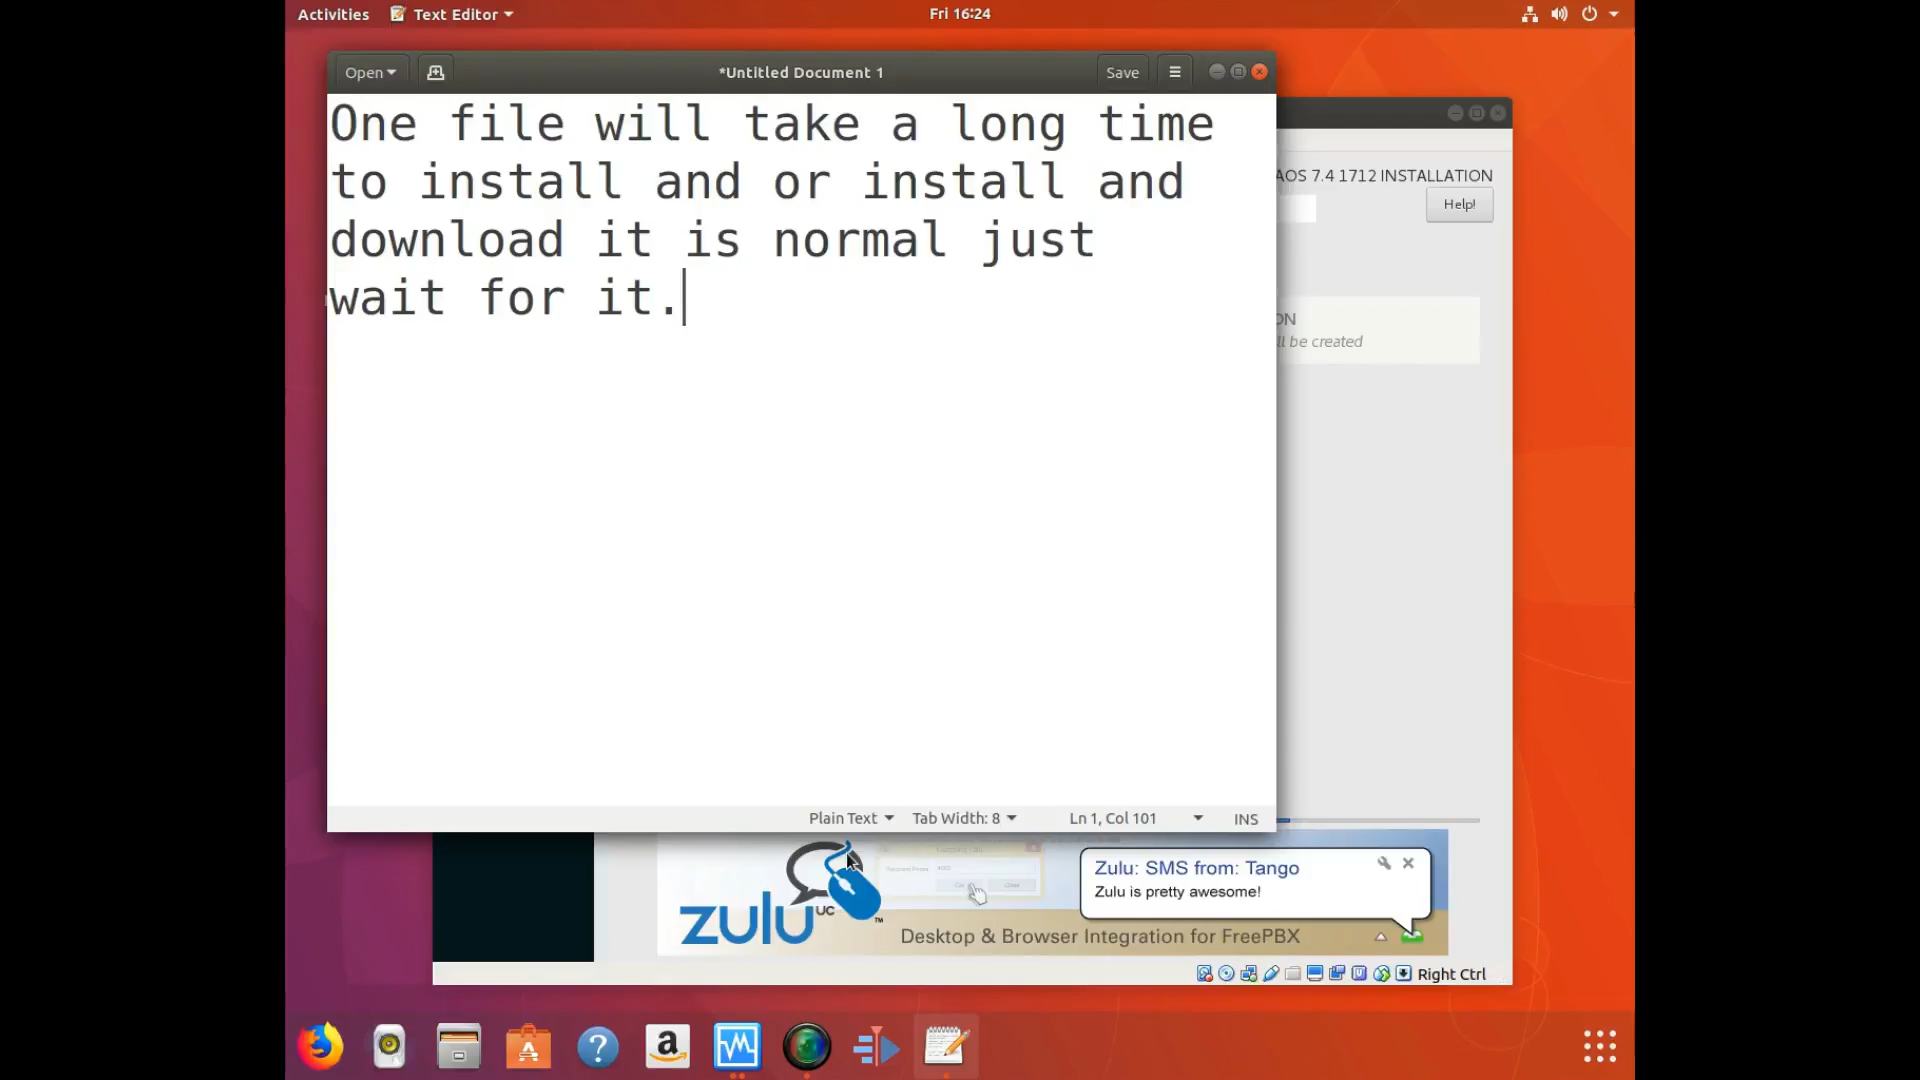 Activities
Text Editor
Fri 16:24
Open
*Untitled Document 1
Save
One file will take a long time
to install and or install and
download it is normal just
wait for it.
AOS 7.4 1712 INSTALLATION
Help!
ON
ll be created
Plain Text
Tab Width: 8
Ln 1, Col 101
INS
zulu UC ™
Zulu: SMS from: Tango
Zulu is pretty awesome!
Desktop & Browser Integration for FreePBX
Right Ctrl